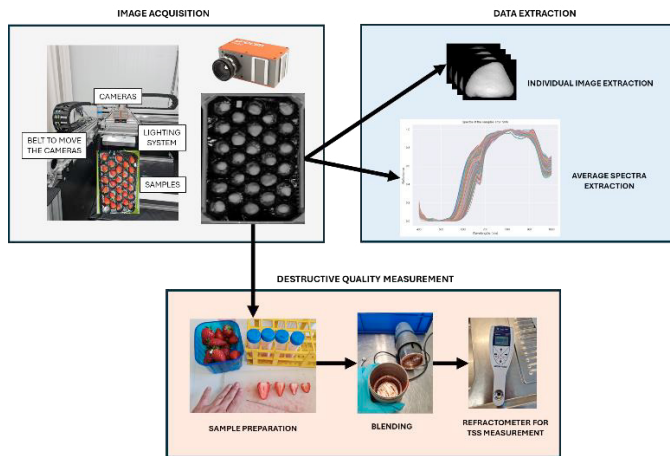 IMAGE ACQUISITION
DATA EXTRACTION
CAMERAS
BELT TO MOVE
THE CAMERAS
LIGHTING
SYSTEM
SAMPLES
INDIVIDUAL IMAGE EXTRACTION
AVERAGE SPECTRA
EXTRACTION
DESTRUCTIVE QUALITY MEASUREMENT
SAMPLE PREPARATION
BLENDING
REFRACTOMETER FOR
TSS MEASUREMENT